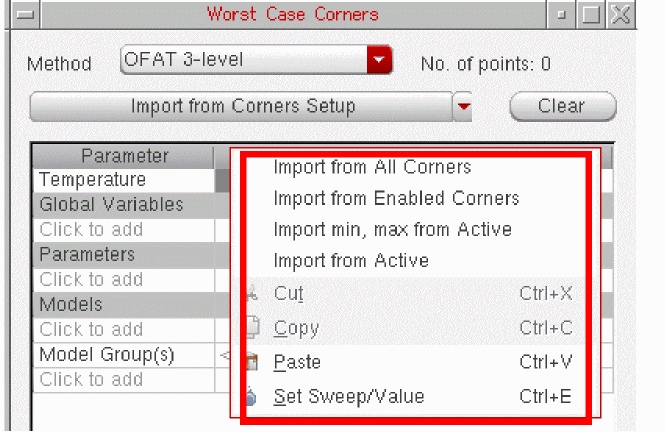 Worst Case Corners
Method OFAT 3-level No. of points: 0
Import from Corners Setup Clear
Parameter
Temperature
Global Variables
Click to add
Parameters
Click to add
Models
Click to add
Model Group(s) <
Click to add
Import from All Corners
Import from Enabled Corners
Import min, max from Active
Import from Active
Cut Ctrl+X
Copy Ctrl+C
Paste Ctrl+V
Set Sweep/Value Ctrl+E